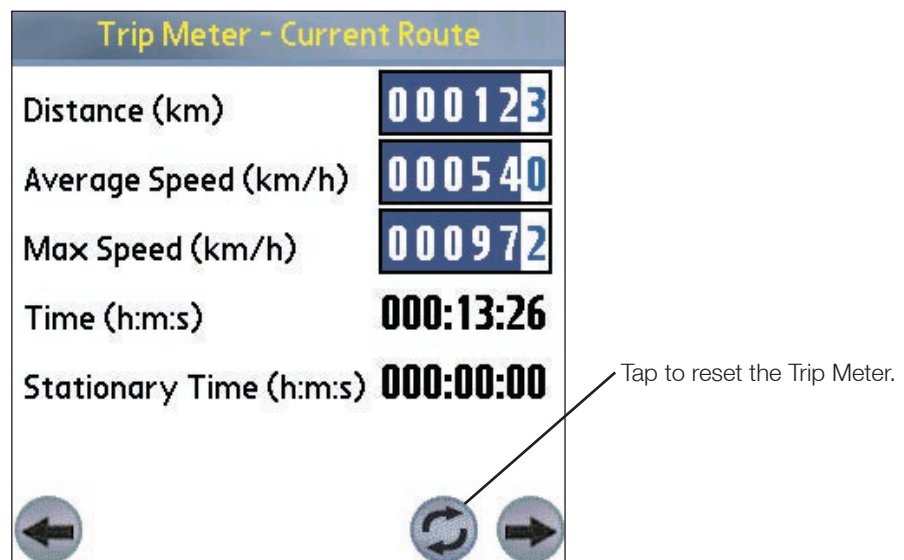 Trip Meter - Current Route
Distance (km) 000123
Average Speed (km/h) 000540
Max Speed (km/h) 000972
Time (h:m:s) 000:13:26
Stationary Time (h:m:s) 000:00:00
Tap to reset the Trip Meter.